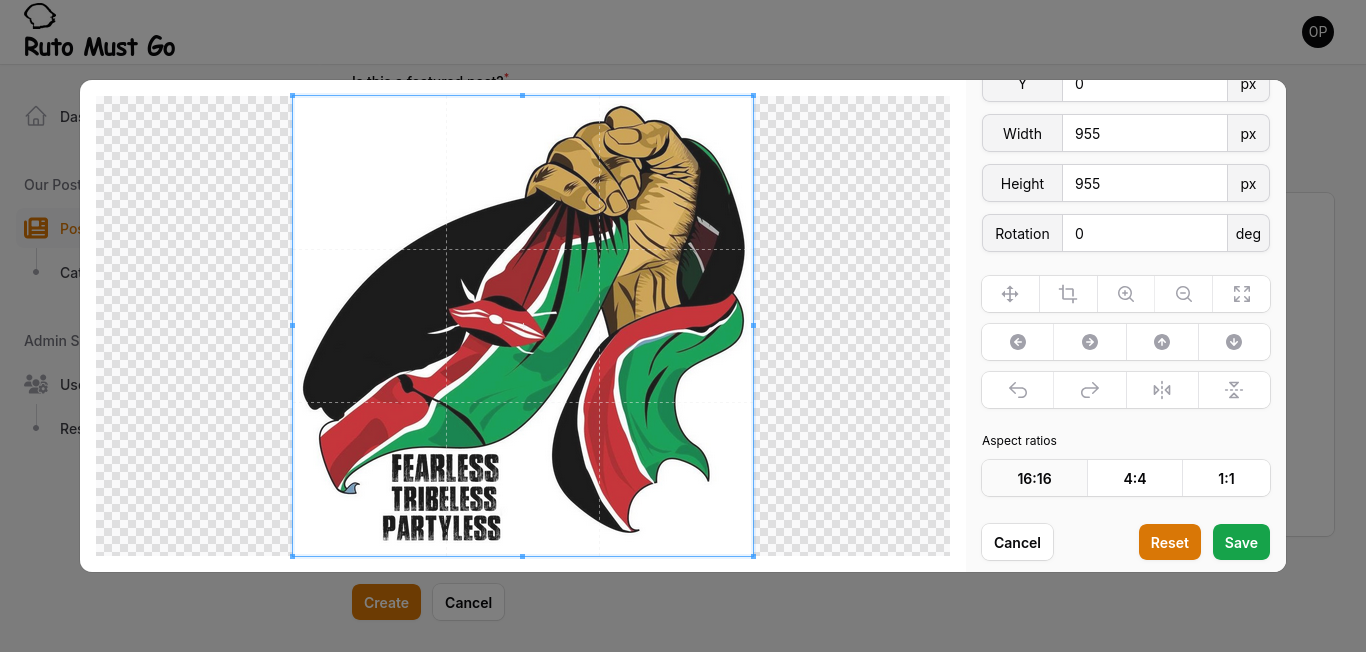 Ruto Must Go
OP
Is this a featured post?*
Das
Our Post
Pos
Cat
Admin S
Use
Res
Y 0 px
Width 955 px
Height 955 px
Rotation 0 deg
Aspect ratios
16:16 4:4 1:1
Cancel Reset Save
FEARLESS
TRIBELESS
PARTYLESS
Create Cancel